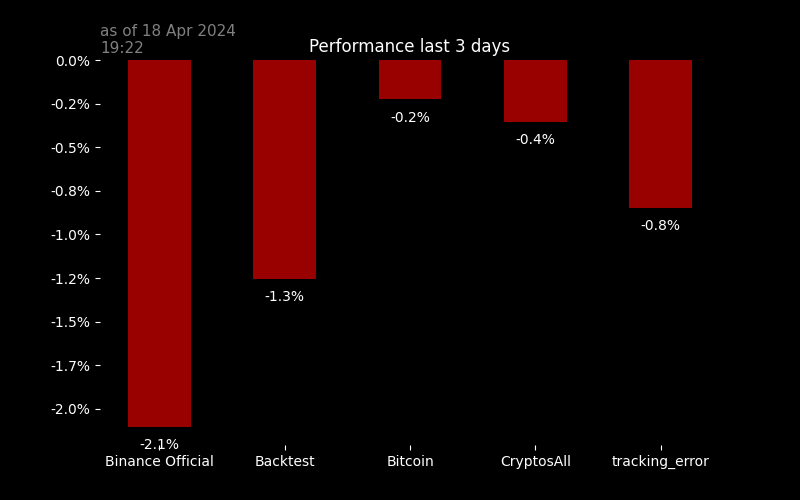 as of 18 Apr 2024
19:22
Performance last 3 days
0.0%
-0.2%
-0.5%
-0.8%
-1.0%
-1.2%
-1.5%
-1.7%
-2.0%
-2.1%
-1.3%
-0.2%
-0.4%
-0.8%
Binance Official
Backtest
Bitcoin
CryptosAll
tracking_error